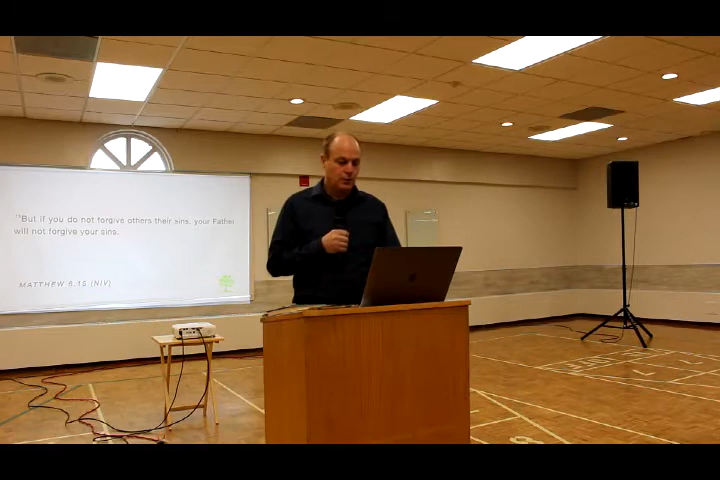 ¹⁵But if you do not forgive others their sins, your Father
will not forgive your sins.
MATTHEW 6:15 (NIV)